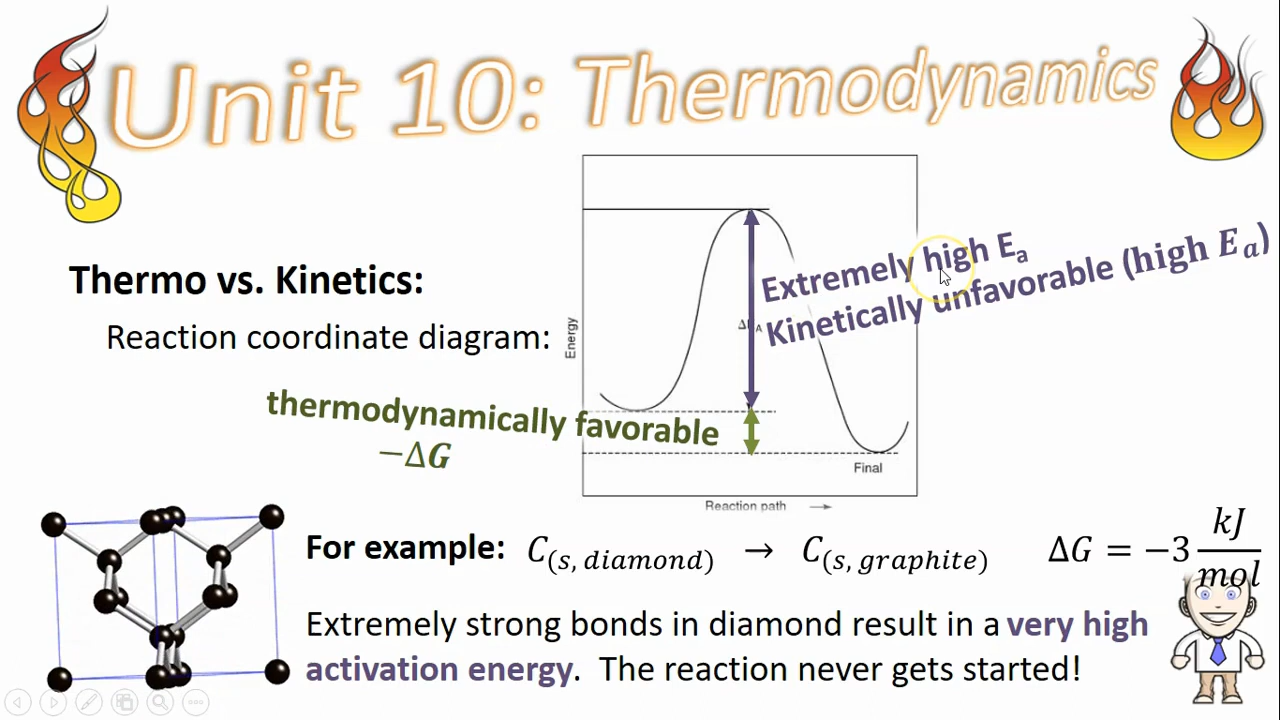 Unit 10: Thermodynamics
Thermo vs. Kinetics:
Reaction coordinate diagram:
Energy
Extremely high Eₐ
Kinetically unfavorable (high Eₐ)
thermodynamically favorable
−ΔG
Final
Reaction path
For example: C(s, diamond) → C(s, graphite) ΔG = −3 kJ/mol
Extremely strong bonds in diamond result in a very high
activation energy. The reaction never gets started!